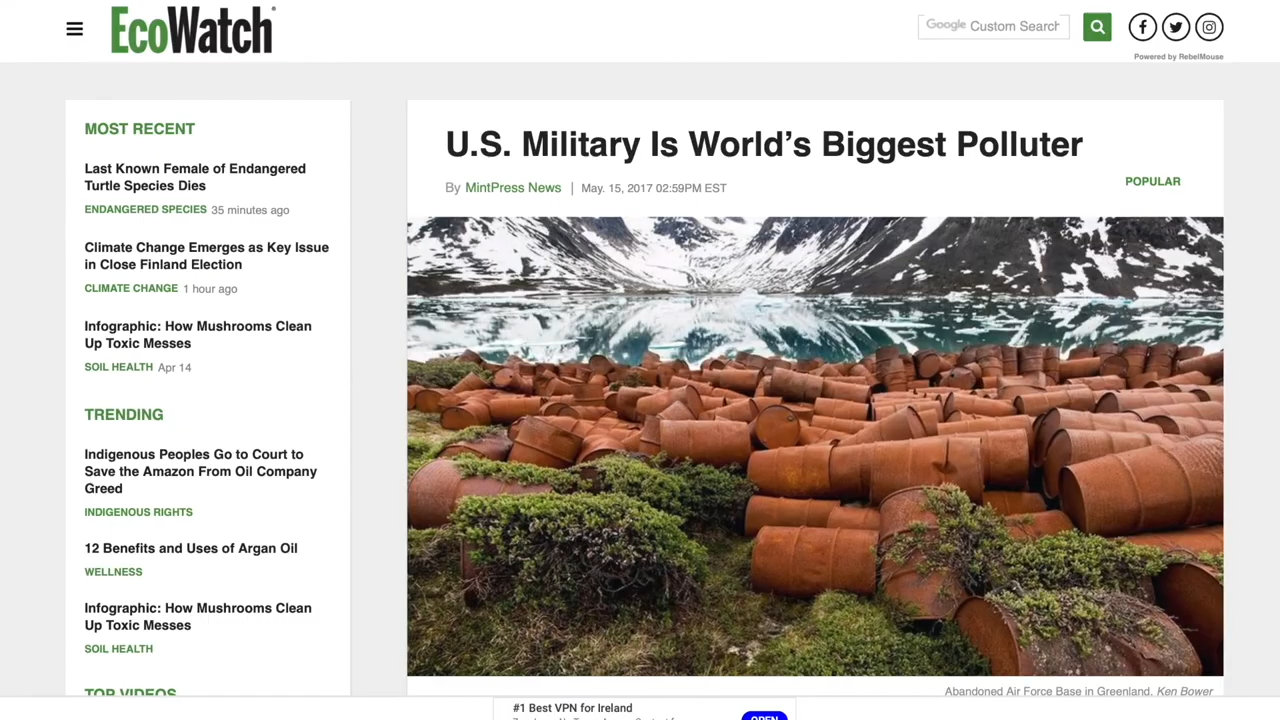 EcoWatch
Google Custom Search
Powered by RebelMouse
MOST RECENT
Last Known Female of Endangered
Turtle Species Dies
ENDANGERED SPECIES 35 minutes ago
Climate Change Emerges as Key Issue
in Close Finland Election
CLIMATE CHANGE 1 hour ago
Infographic: How Mushrooms Clean
Up Toxic Messes
SOIL HEALTH Apr 14
TRENDING
Indigenous Peoples Go to Court to
Save the Amazon From Oil Company
Greed
INDIGENOUS RIGHTS
12 Benefits and Uses of Argan Oil
WELLNESS
Infographic: How Mushrooms Clean
Up Toxic Messes
SOIL HEALTH
TOP VIDEOS
U.S. Military Is World's Biggest Polluter
By MintPress News | May. 15, 2017 02:59PM EST
POPULAR
Abandoned Air Force Base in Greenland. Ken Bower
#1 Best VPN for Ireland
OPEN